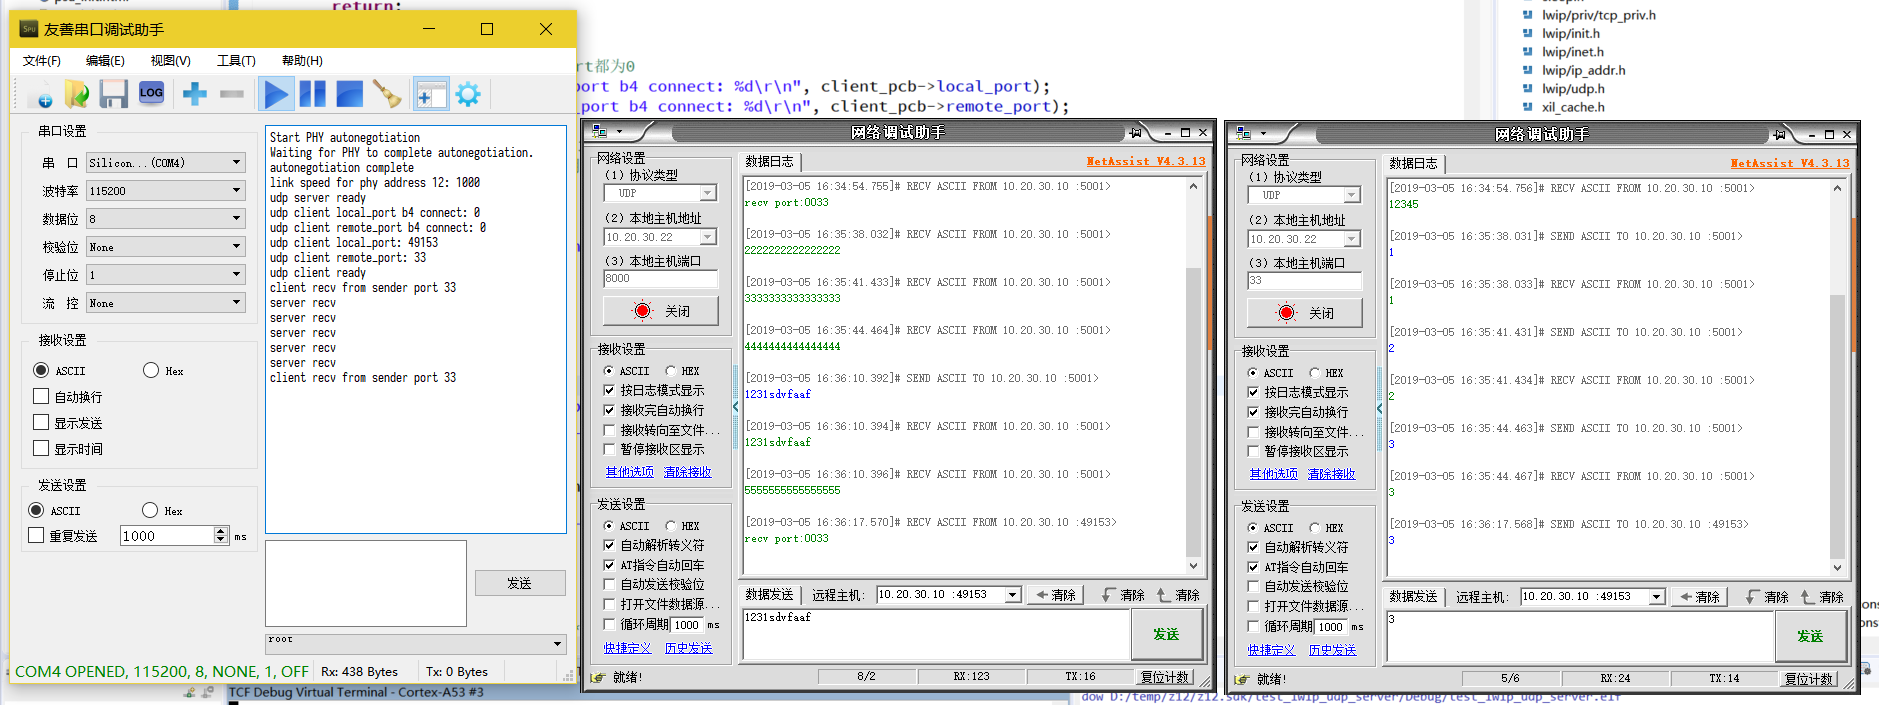 return;
rt都为0
port b4 connect: %d\r\n", client_pcb->local_port);
port b4 connect: %d\r\n", client_pcb->remote_port);
lwip/priv/tcp_priv.h
lwip/init.h
lwip/inet.h
lwip/ip_addr.h
lwip/udp.h
xil_cache.h
友善串口调试助手
文件(F) 编辑(E) 视图(V) 工具(T) 帮助(H)
LOG
串口设置
串 口 Silicon...(COM4)
波特率 115200
数据位 8
校验位 None
停止位 1
流 控 None
接收设置
ASCII Hex
自动换行
显示发送
显示时间
发送设置
ASCII Hex
重复发送 1000 ms
Start PHY autonegotiation
Waiting for PHY to complete autonegotiation.
autonegotiation complete
link speed for phy address 12: 1000
udp server ready
udp client local_port b4 connect: 0
udp client remote_port b4 connect: 0
udp client local_port: 49153
udp client remote_port: 33
udp client ready
client recv from sender port 33
server recv
server recv
server recv
server recv
server recv
client recv from sender port 33
发送
root
COM4 OPENED, 115200, 8, NONE, 1, OFF Rx: 438 Bytes Tx: 0 Bytes
TCF Debug Virtual Terminal - Cortex-A53 #3
网络调试助手
网络设置
(1) 协议类型
UDP
(2) 本地主机地址
10.20.30.22
(3) 本地主机端口
8000
关闭
接收设置
ASCII HEX
按日志模式显示
接收完自动换行
接收转向至文件...
暂停接收区显示
其他选项 清除接收
发送设置
ASCII HEX
自动解析转义符
AT指令自动回车
自动发送校验位
打开文件数据源...
循环周期 1000 ms
快捷定义 历史发送
数据日志 NetAssist V4.3.13
[2019-03-05 16:34:54.755]# RECV ASCII FROM 10.20.30.10 :5001>
recv port:0033
[2019-03-05 16:35:38.032]# RECV ASCII FROM 10.20.30.10 :5001>
2222222222222222
[2019-03-05 16:35:41.433]# RECV ASCII FROM 10.20.30.10 :5001>
3333333333333333
[2019-03-05 16:35:44.464]# RECV ASCII FROM 10.20.30.10 :5001>
4444444444444444
[2019-03-05 16:36:10.392]# SEND ASCII TO 10.20.30.10 :5001>
1231sdvfaaf
[2019-03-05 16:36:10.394]# RECV ASCII FROM 10.20.30.10 :5001>
1231sdvfaaf
[2019-03-05 16:36:10.396]# RECV ASCII FROM 10.20.30.10 :5001>
5555555555555555
[2019-03-05 16:36:17.570]# RECV ASCII FROM 10.20.30.10 :49153>
recv port:0033
数据发送 远程主机: 10.20.30.10 :49153 清除 清除 清除
1231sdvfaaf
发送
就绪! 8/2 RX:123 TX:16 复位计数
网络调试助手
网络设置
(1) 协议类型
UDP
(2) 本地主机地址
10.20.30.22
(3) 本地主机端口
33
关闭
接收设置
ASCII HEX
按日志模式显示
接收完自动换行
接收转向至文件...
暂停接收区显示
其他选项 清除接收
发送设置
ASCII HEX
自动解析转义符
AT指令自动回车
自动发送校验位
打开文件数据源...
循环周期 1000 ms
快捷定义 历史发送
数据日志 NetAssist V4.3.13
[2019-03-05 16:34:54.756]# RECV ASCII FROM 10.20.30.10 :5001>
12345
[2019-03-05 16:35:38.031]# SEND ASCII TO 10.20.30.10 :5001>
1
[2019-03-05 16:35:38.033]# RECV ASCII FROM 10.20.30.10 :5001>
1
[2019-03-05 16:35:41.431]# SEND ASCII TO 10.20.30.10 :5001>
2
[2019-03-05 16:35:41.434]# RECV ASCII FROM 10.20.30.10 :5001>
2
[2019-03-05 16:35:44.463]# SEND ASCII TO 10.20.30.10 :5001>
3
[2019-03-05 16:35:44.467]# RECV ASCII FROM 10.20.30.10 :5001>
3
[2019-03-05 16:36:17.568]# SEND ASCII TO 10.20.30.10 :49153>
3
数据发送 远程主机: 10.20.30.10 :49153 清除 清除 清除
3
发送
就绪! 5/6 RX:24 TX:14 复位计数
dow D:/temp/z12/z12.sdk/test_lwip_udp_server/Debug/test_lwip_udp_server.elf